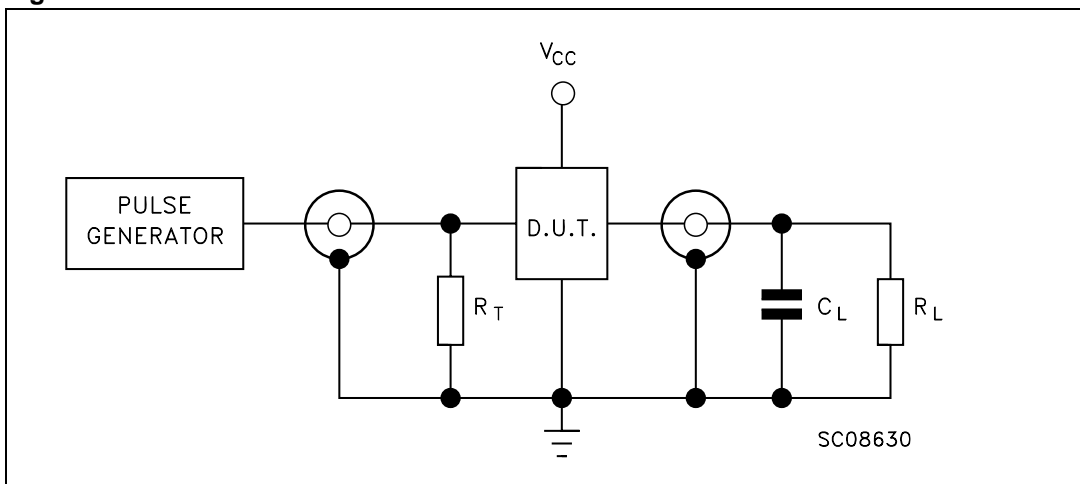 V_CC
PULSE
GENERATOR
D.U.T.
R_T
C_L
R_L
SC08630